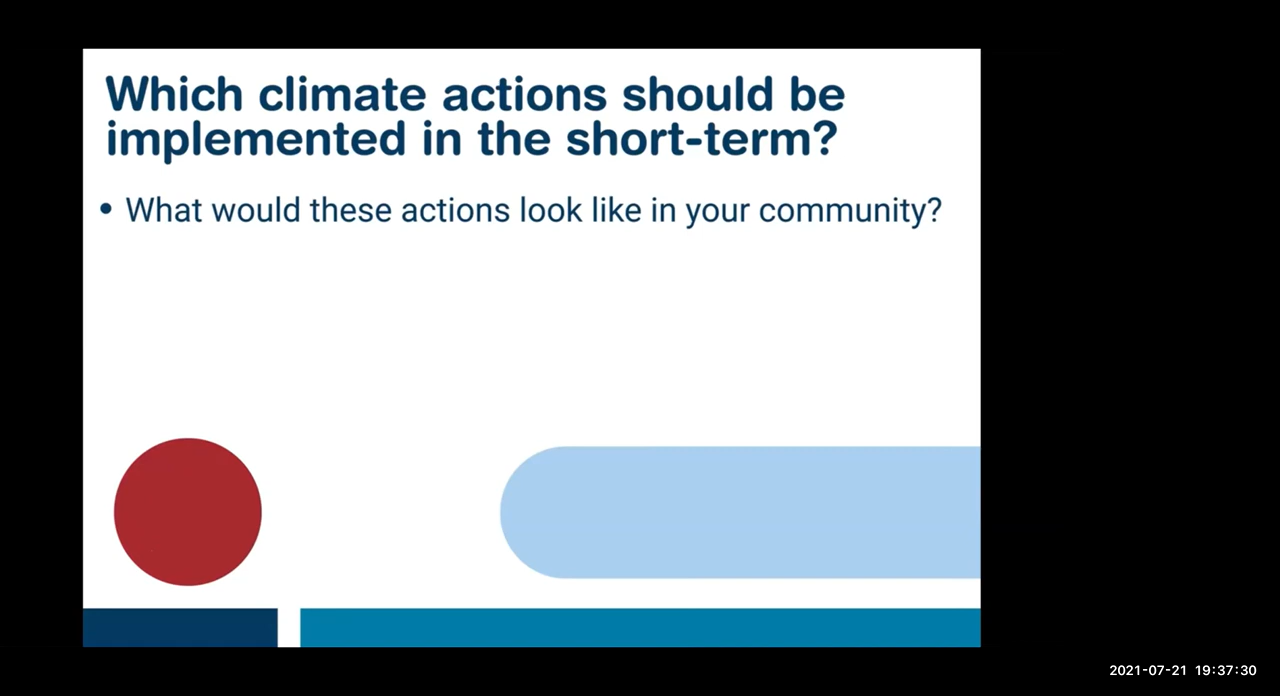 Which climate actions should be
implemented in the short-term?
• What would these actions look like in your community?
2021-07-21 19:37:30